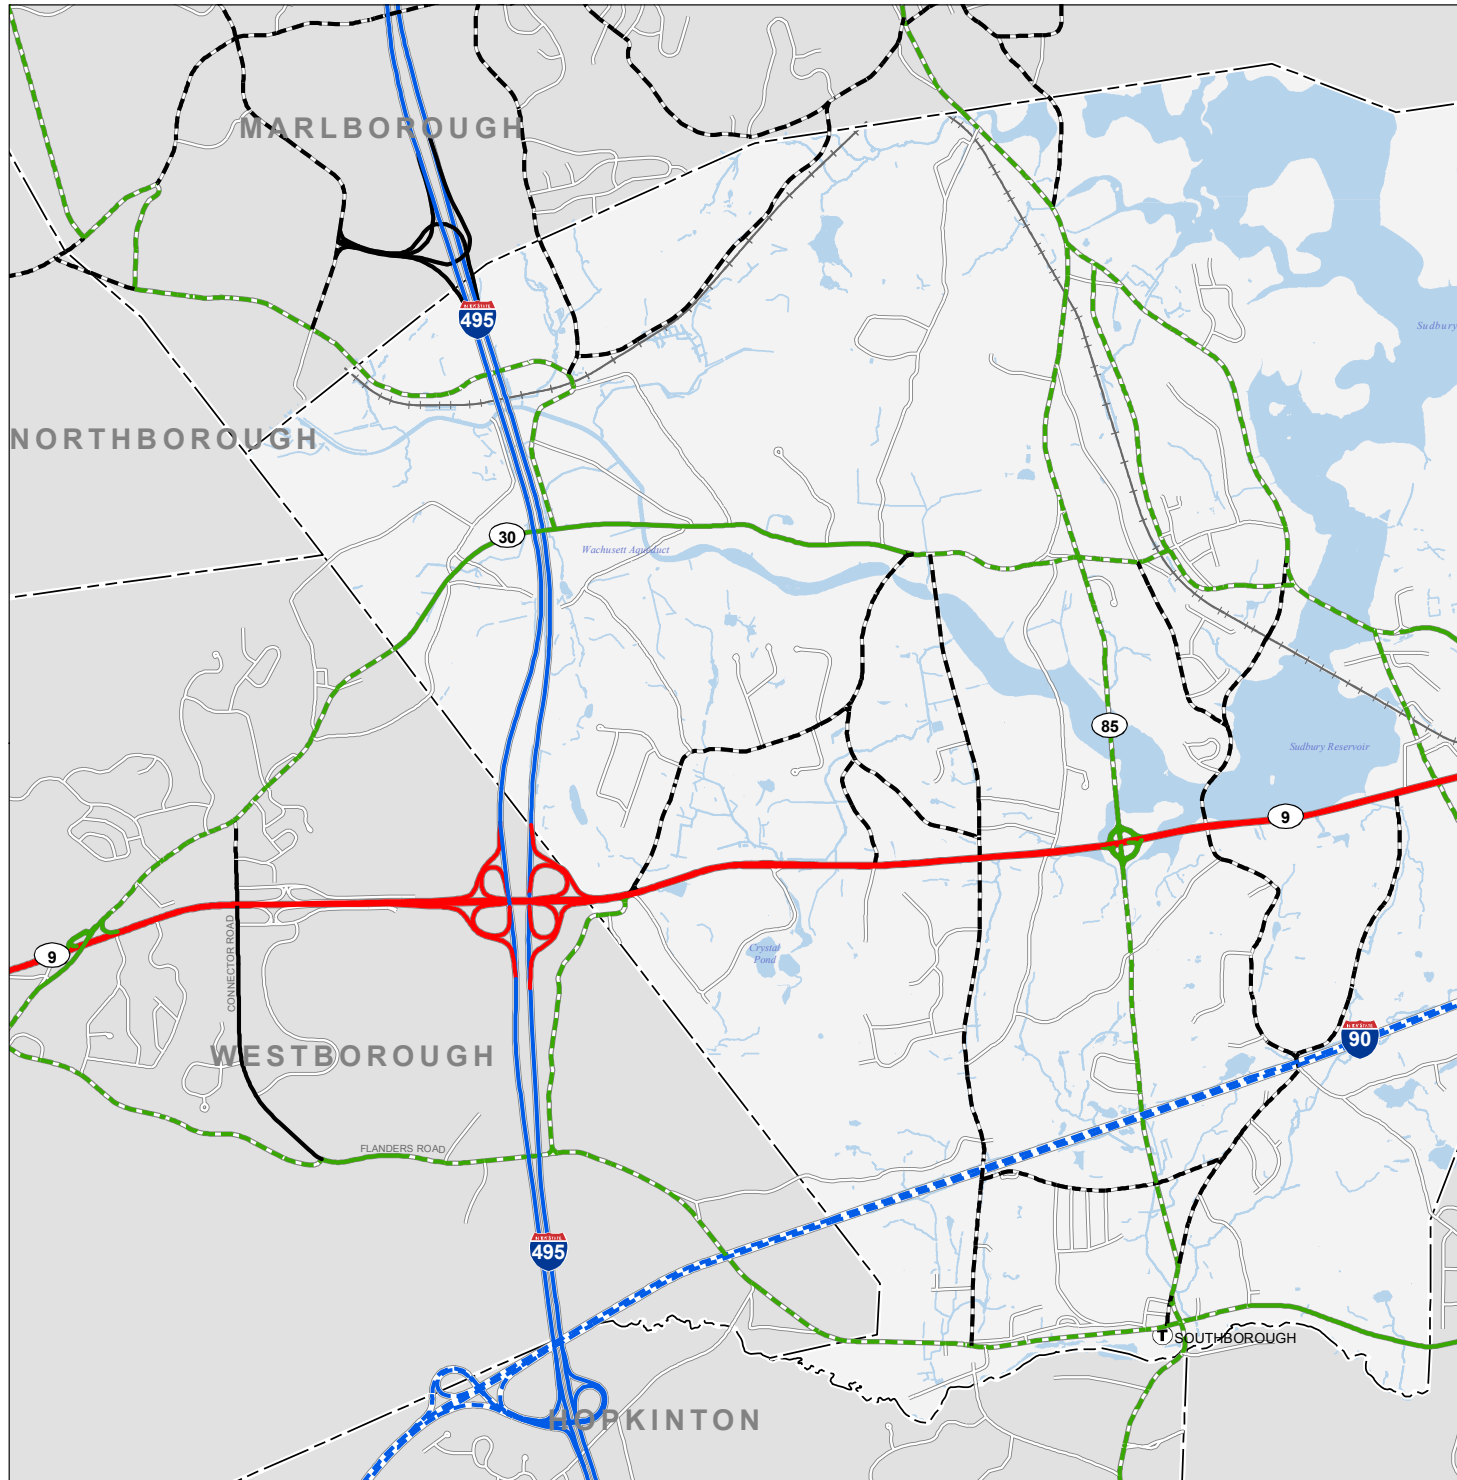 MARLBOROUGH
495
Sudbury
NORTHBOROUGH
30
Wachusett Aqueduct
85
Sudbury Reservoir
9
9
CONNECTOR ROAD
Crystal
Pond
90
WESTBOROUGH
FLANDERS ROAD
495
T SOUTHBOROUGH
HOPKINTON